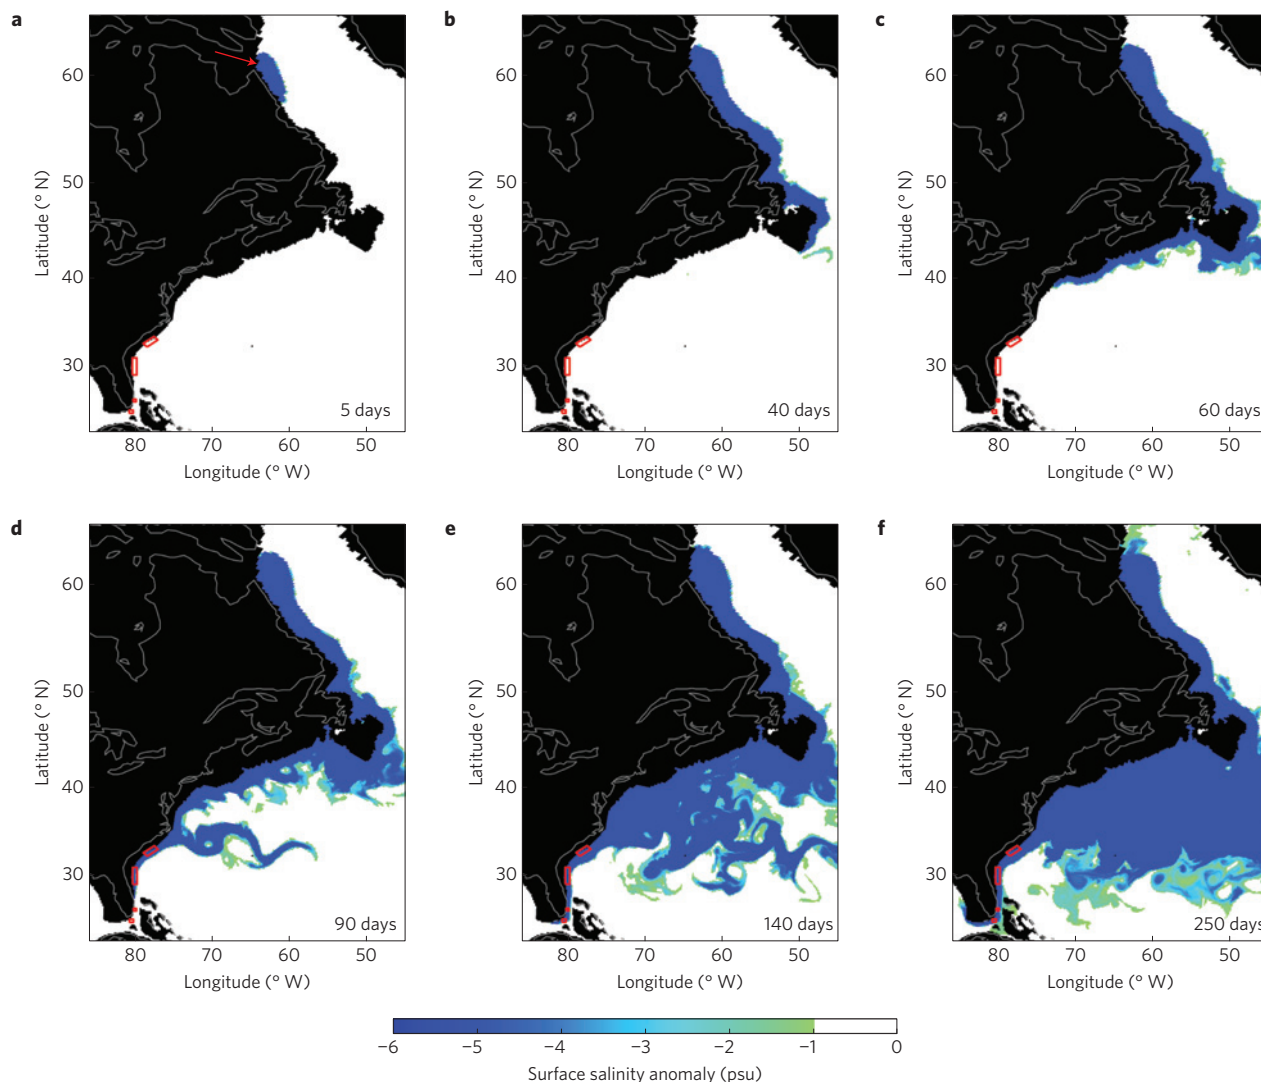 a
b
c
60
50
40
30
Latitude (° N)
5 days
80 70 60 50
Longitude (° W)
60
50
40
30
Latitude (° N)
40 days
80 70 60 50
Longitude (° W)
60
50
40
30
Latitude (° N)
60 days
80 70 60 50
Longitude (° W)
d
e
f
60
50
40
30
Latitude (° N)
90 days
80 70 60 50
Longitude (° W)
60
50
40
30
Latitude (° N)
140 days
80 70 60 50
Longitude (° W)
60
50
40
30
Latitude (° N)
250 days
80 70 60 50
Longitude (° W)
−6 −5 −4 −3 −2 −1 0
Surface salinity anomaly (psu)